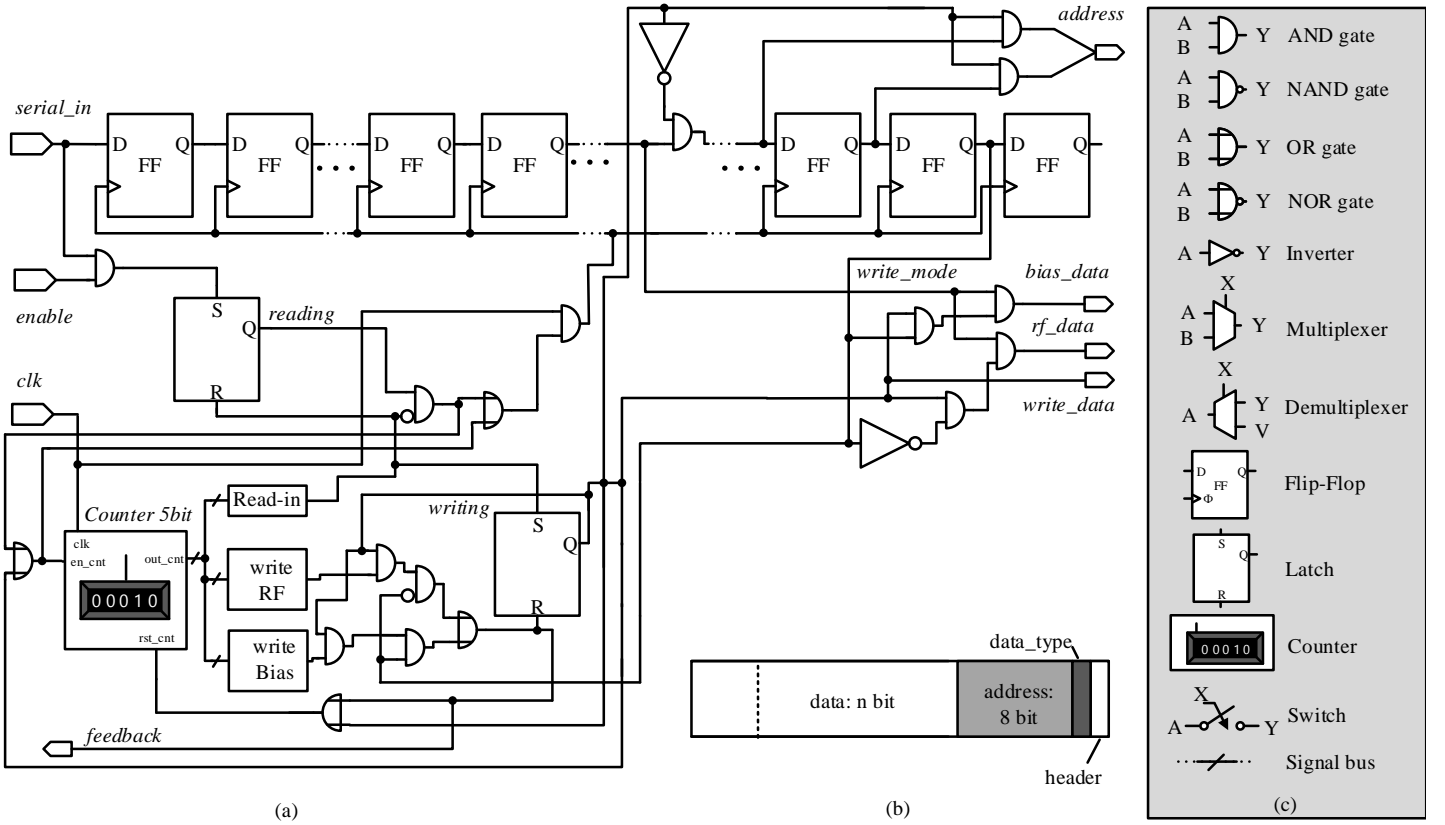 address
serial_in
D Q
FF
D Q
FF
D Q
FF
D Q
FF
D Q
FF
D Q
FF
D Q
FF
enable
S
Q
R
reading
clk
write_mode
bias_data
rf_data
write_data
Read-in
Counter 5bit
clk
en_cnt
out_cnt
00010
rst_cnt
write
RF
write
Bias
writing
S
Q
R
feedback
(a)
data_type
data: n bit
address:
8 bit
header
(b)
A
B
Y AND gate
A
B
Y NAND gate
A
B
Y OR gate
A
B
Y NOR gate
A Y Inverter
X
A
B
Y Multiplexer
X
A
Y
V
Demultiplexer
D Q
FF
Φ
Flip-Flop
S
Q
R
Latch
00010
Counter
X
A Y
Switch
Signal bus
(c)